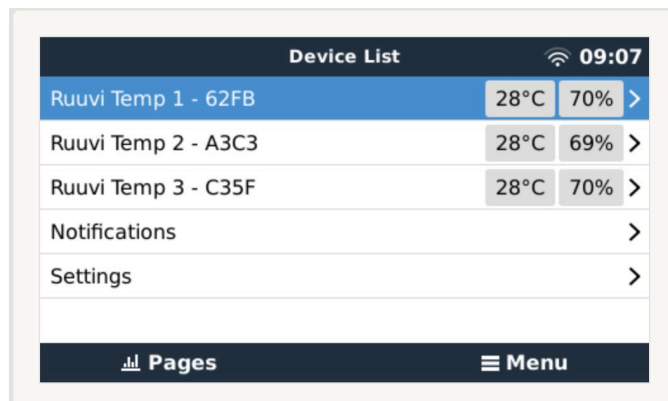 Device List 09:07
Ruuvi Temp 1 - 62FB 28°C 70%
Ruuvi Temp 2 - A3C3 28°C 69%
Ruuvi Temp 3 - C35F 28°C 70%
Notifications
Settings
Pages Menu